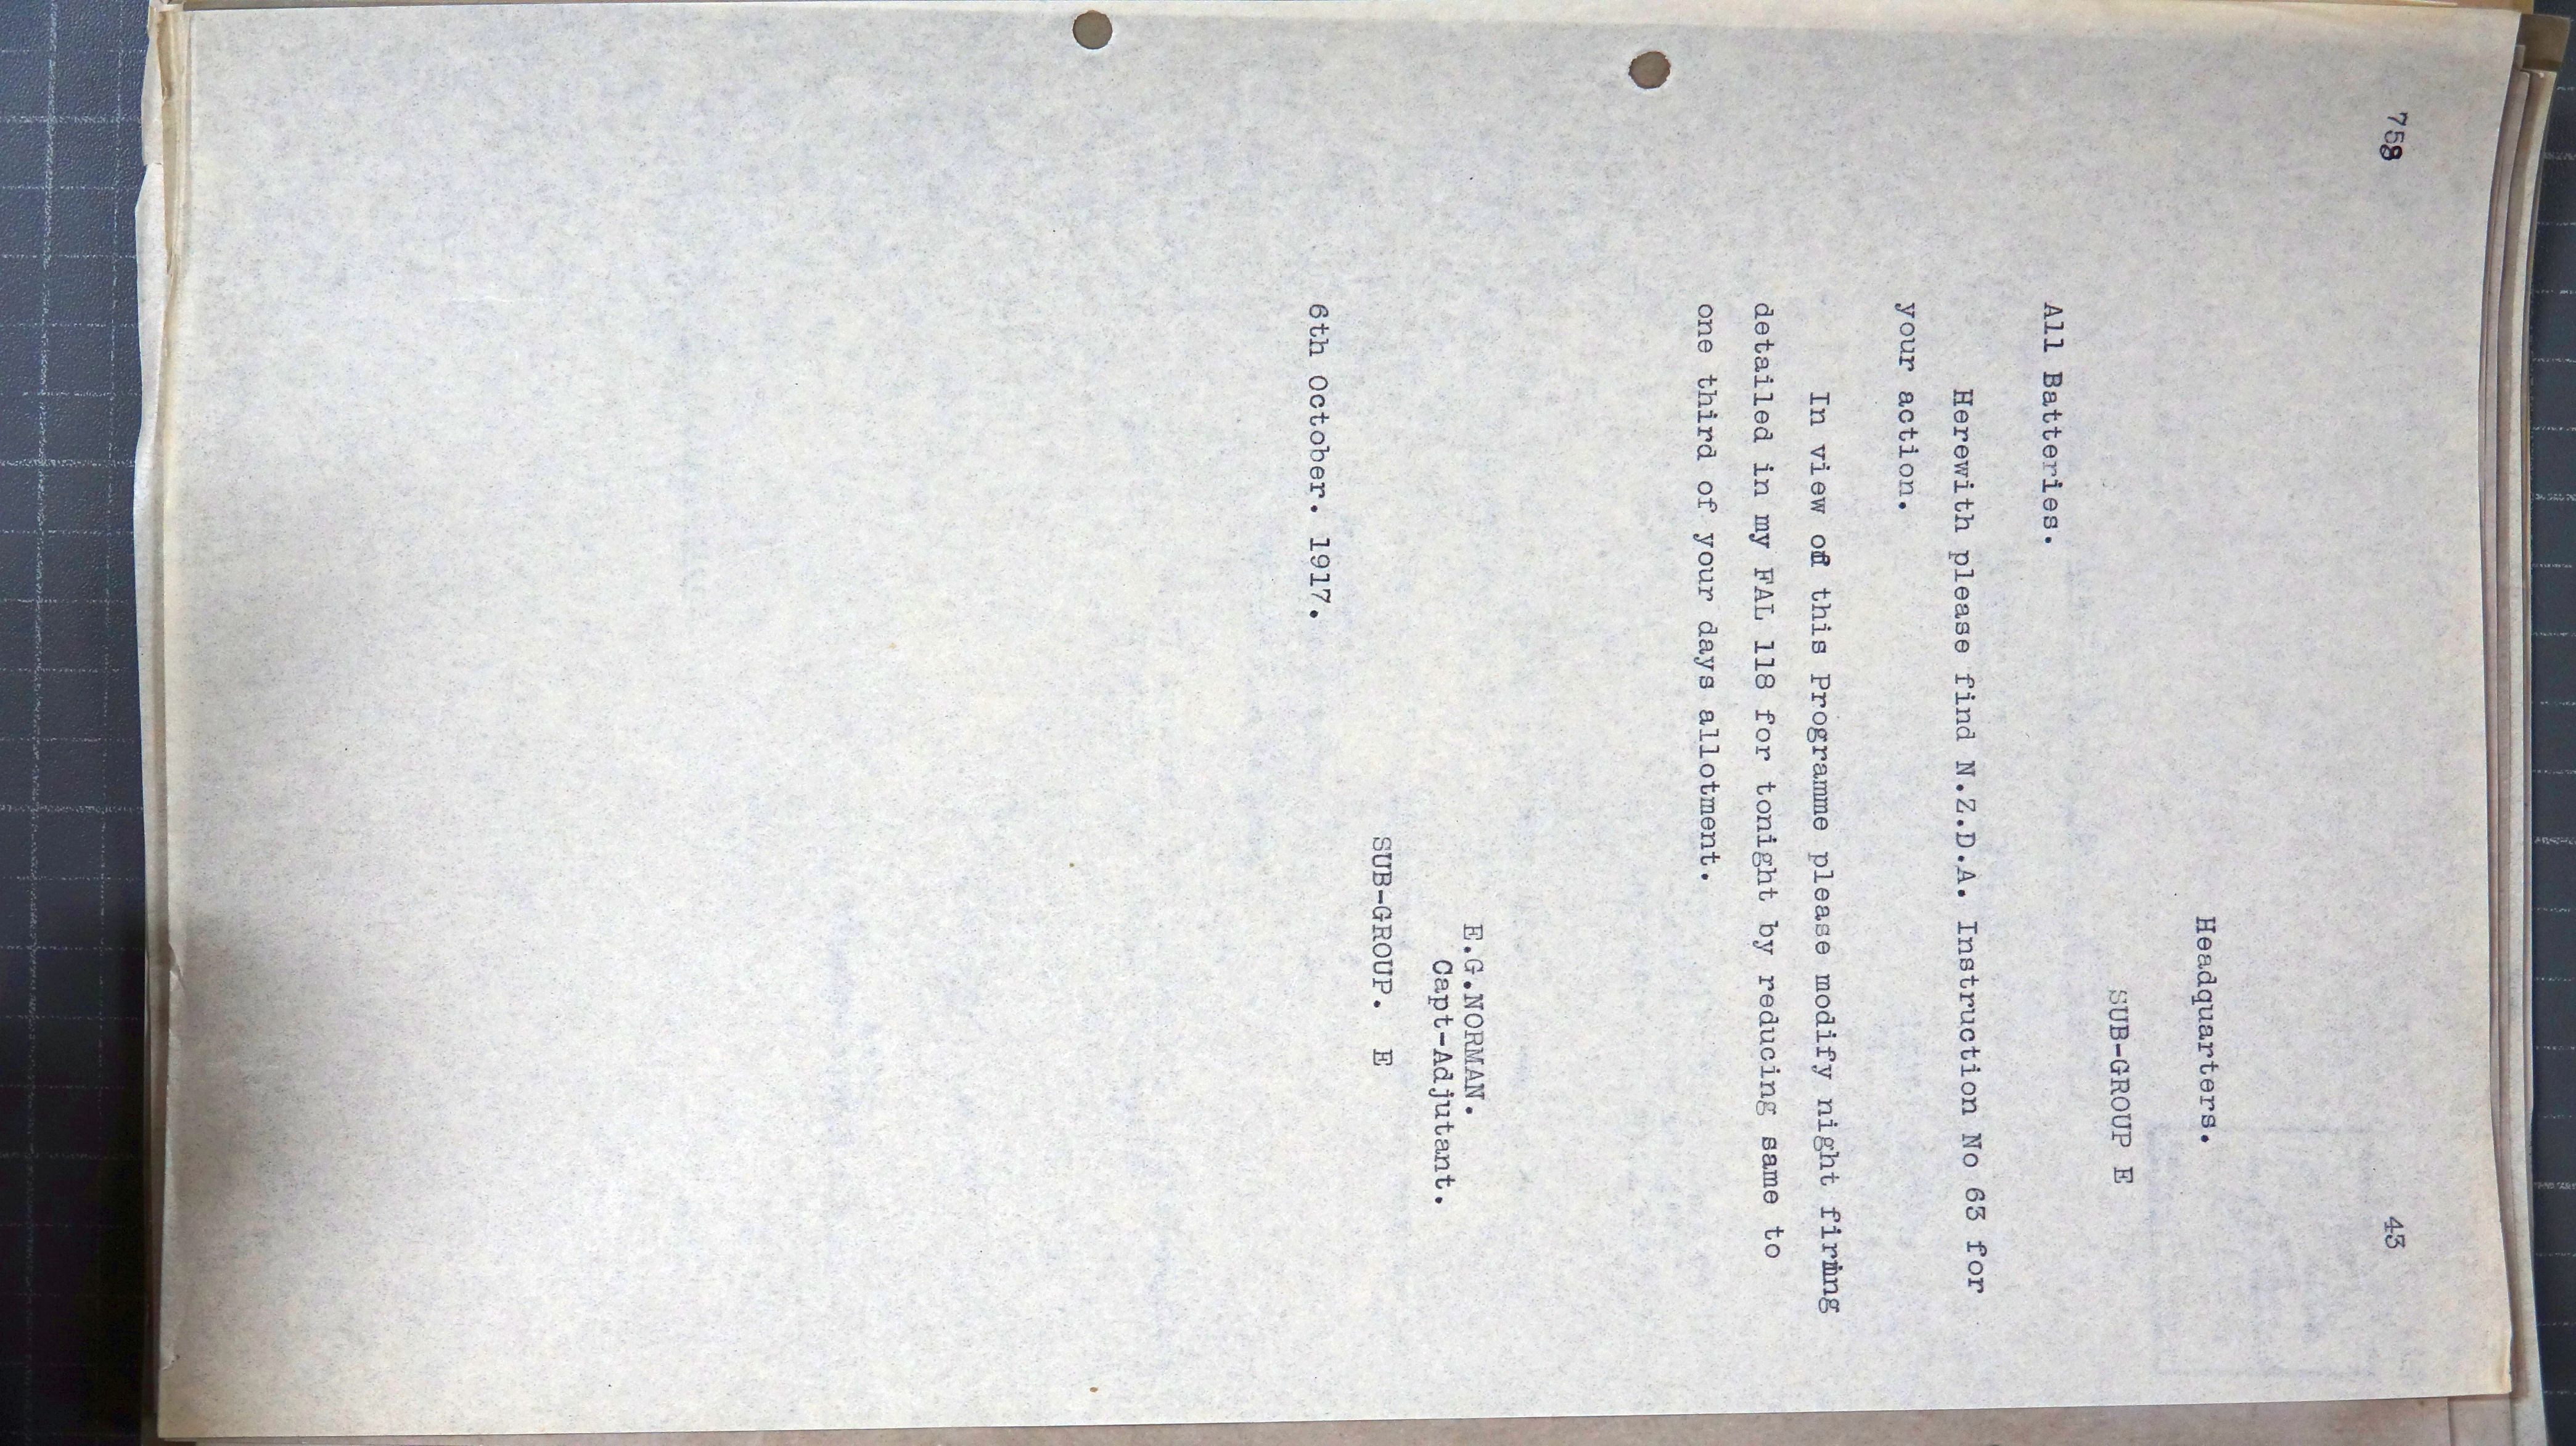 758
43
Headquarters.
SUB-GROUP E
All Batteries.
Herewith please find N.Z.D.A. Instruction No 63 for
your action.
In view of this Programme please modify night firing
detailed in my FAL 118 for tonight by reducing same to
one third of your days allotment.
E.G.NORMAN.
Capt-Adjutant.
SUB-GROUP. E
6th October. 1917.